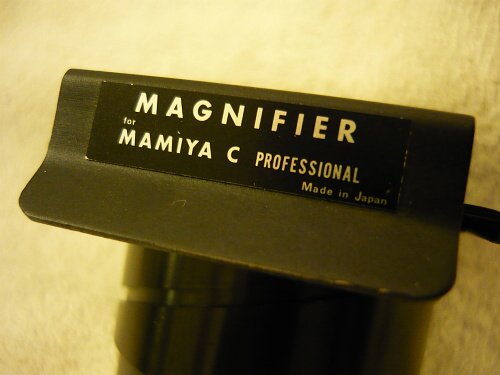 MAGNIFIER
for
MAMIYA C PROFESSIONAL
Made in Japan